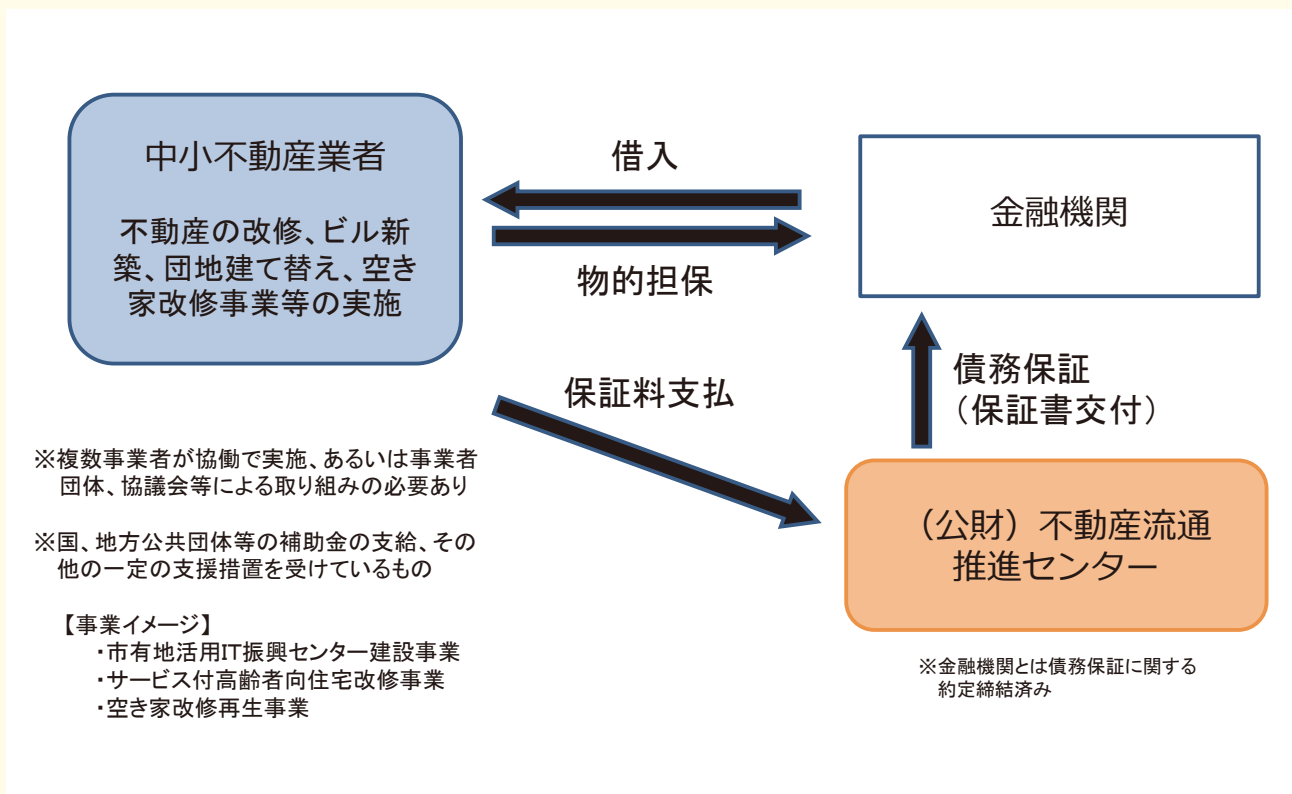 中小不動産業者
不動産の改修、ビル新
築、団地建て替え、空き
家改修事業等の実施
借入
物的担保
金融機関
保証料支払
債務保証
（保証書交付）
（公財）不動産流通
推進センター
※金融機関とは債務保証に関する
約定締結済み
※複数事業者が協働で実施、あるいは事業者
団体、協議会等による取り組みの必要あり
※国、地方公共団体等の補助金の支給、その
他の一定の支援措置を受けているもの
【事業イメージ】
・市有地活用IT振興センター建設事業
・サービス付高齢者向住宅改修事業
・空き家改修再生事業